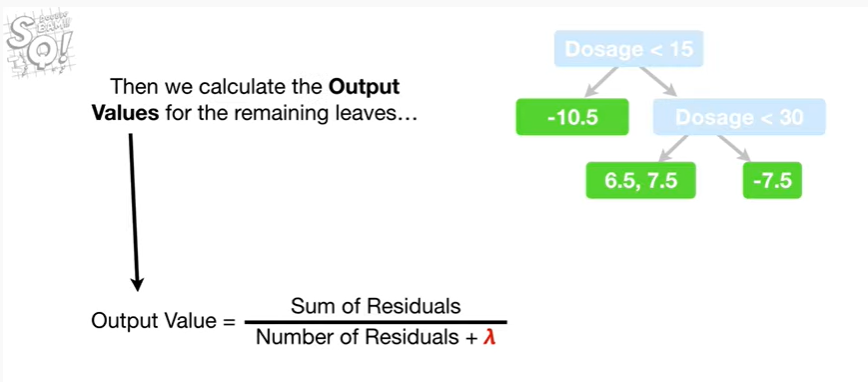 Then we calculate the Output
Values for the remaining leaves...
Dosage < 15
-10.5
Dosage < 30
6.5, 7.5
-7.5
Output Value =
Sum of Residuals
Number of Residuals + λ